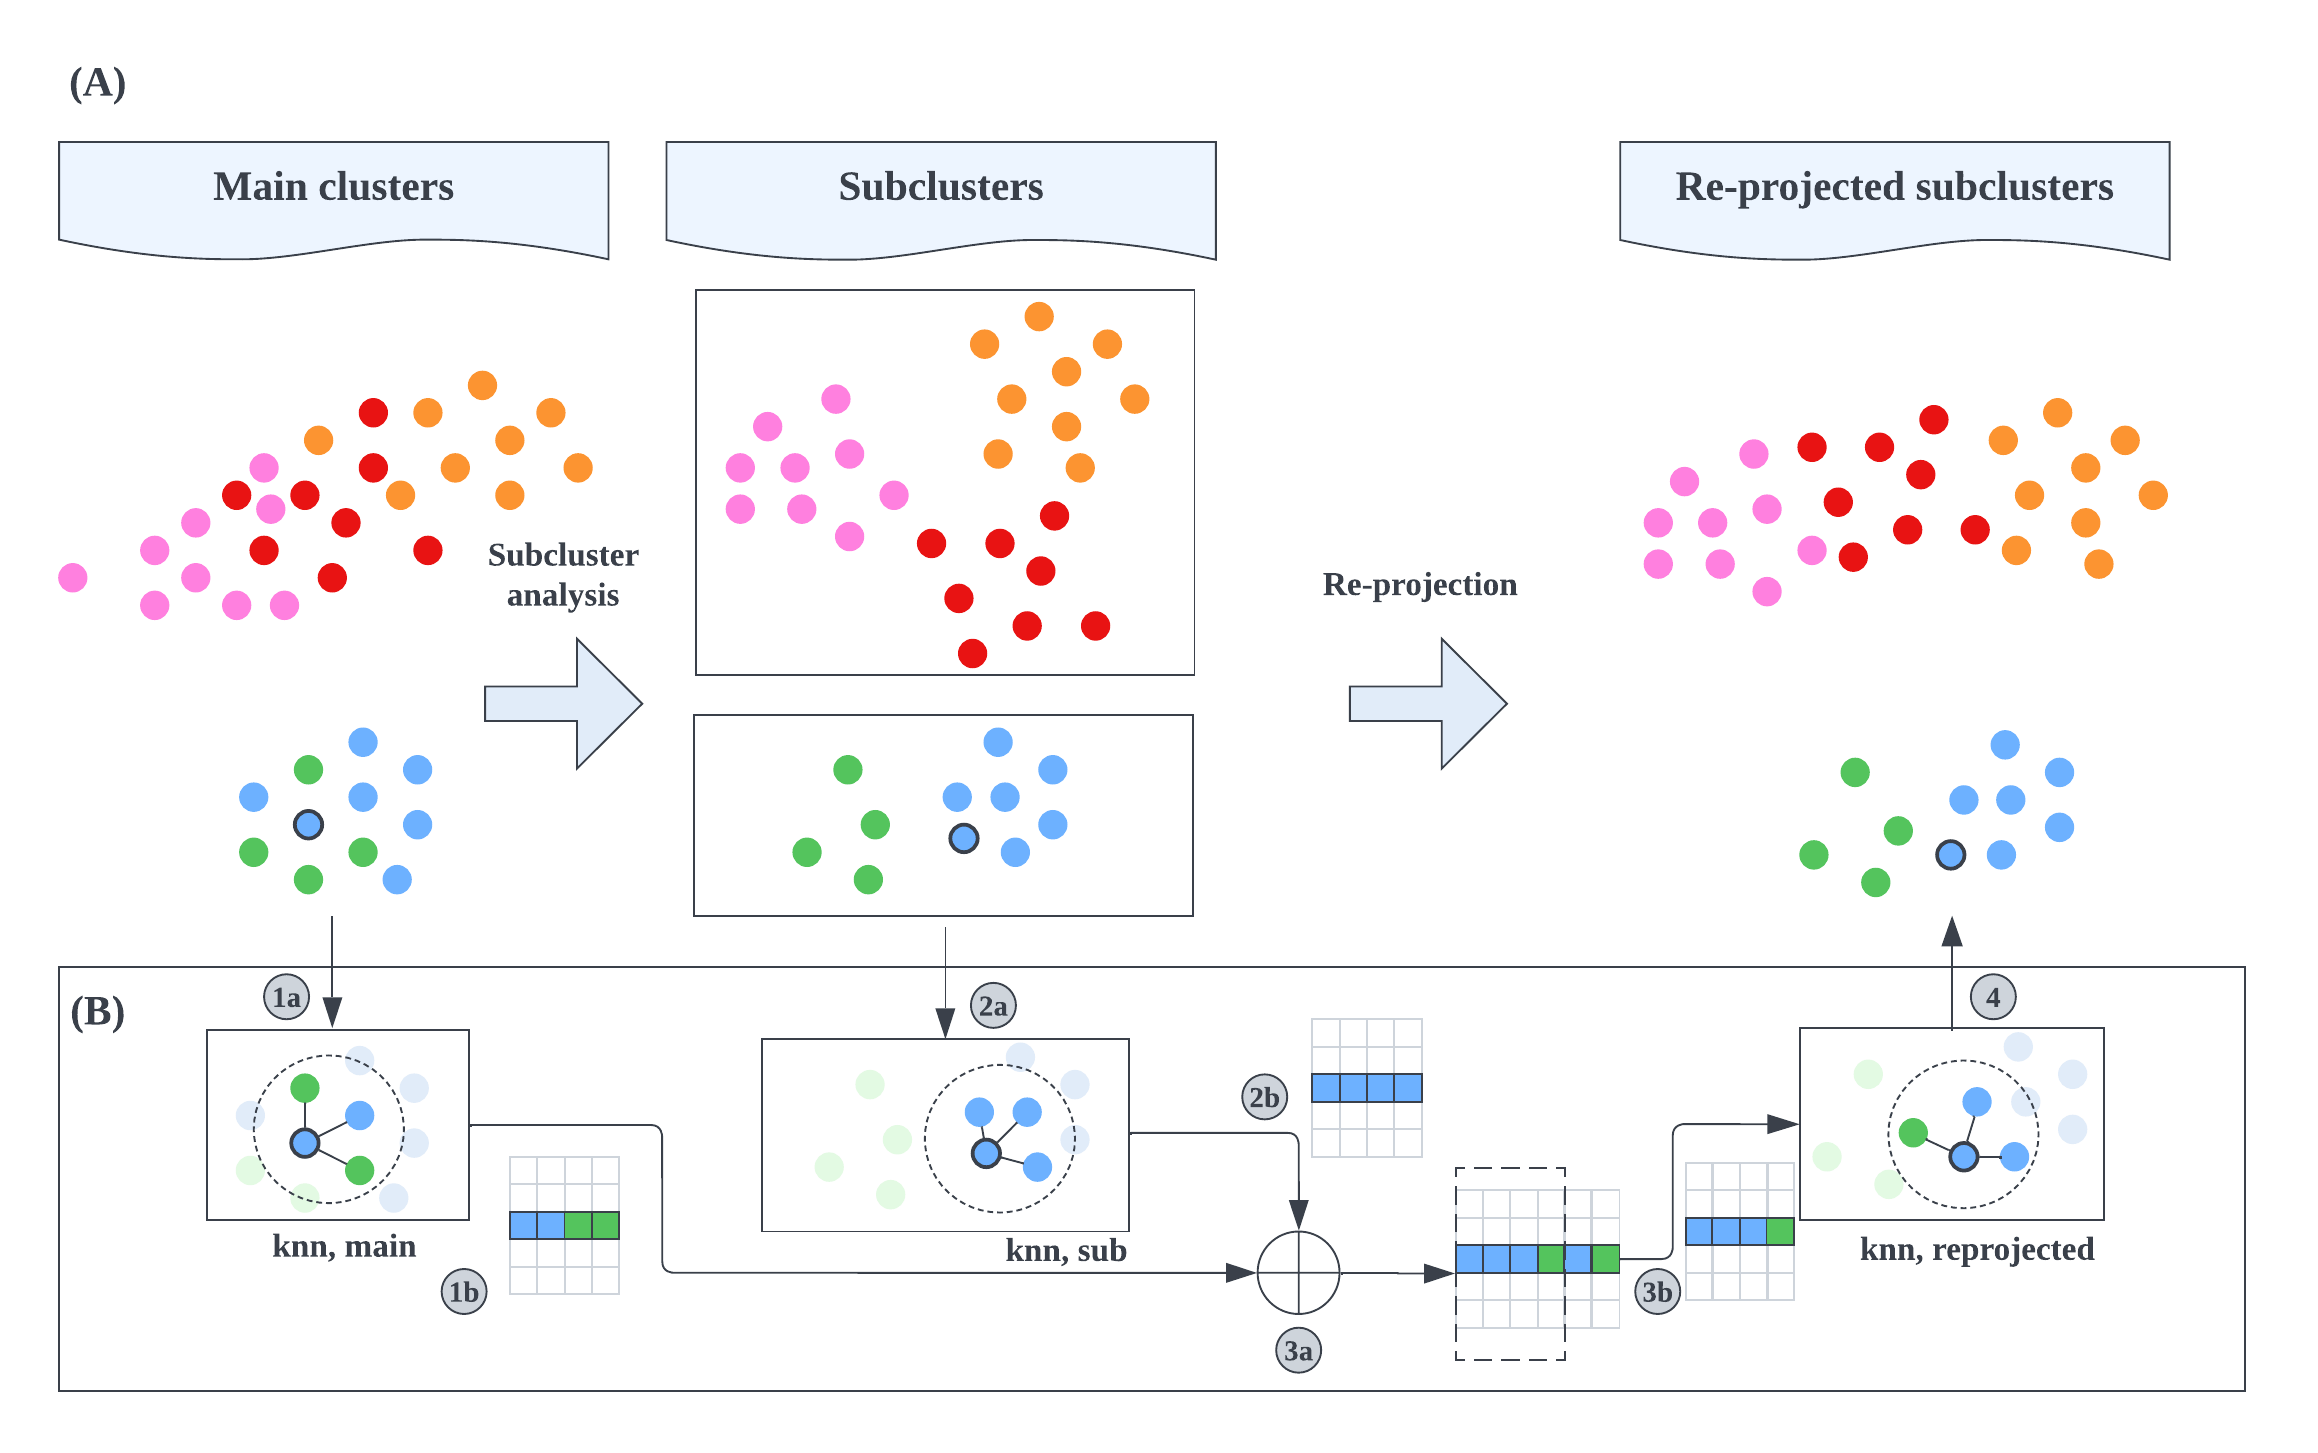 (A)
Main clusters
Subclusters
Re-projected subclusters
Subcluster
analysis
Re-projection
(B)
1a
2a
4
2b
knn, main
knn, sub
knn, reprojected
1b
3b
3a